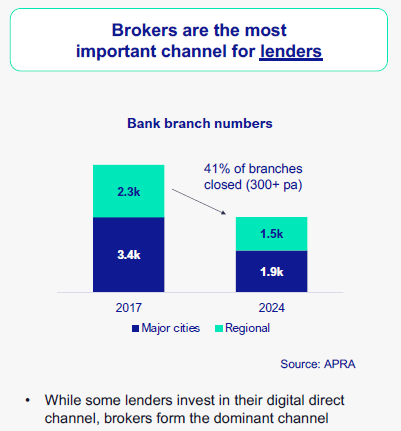 Brokers are the most
important channel for lenders
Bank branch numbers
41% of branches
closed (300+ pa)
2.3k
3.4k
1.5k
1.9k
2017
2024
Major cities
Regional
Source: APRA
• While some lenders invest in their digital direct
channel, brokers form the dominant channel